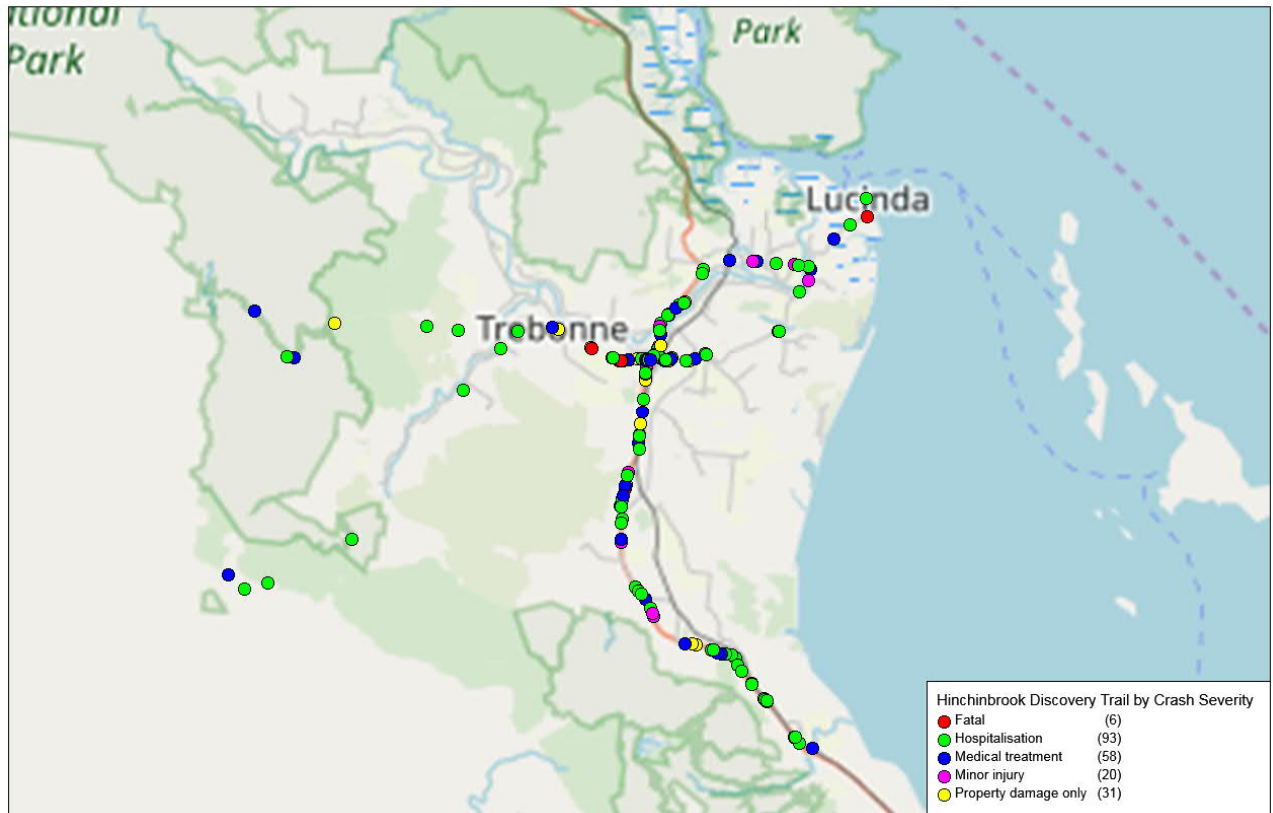 ational
Park
Park
Lucinda
Trebonne
Hinchinbrook Discovery Trail by Crash Severity
Fatal (6)
Hospitalisation (93)
Medical treatment (58)
Minor injury (20)
Property damage only (31)